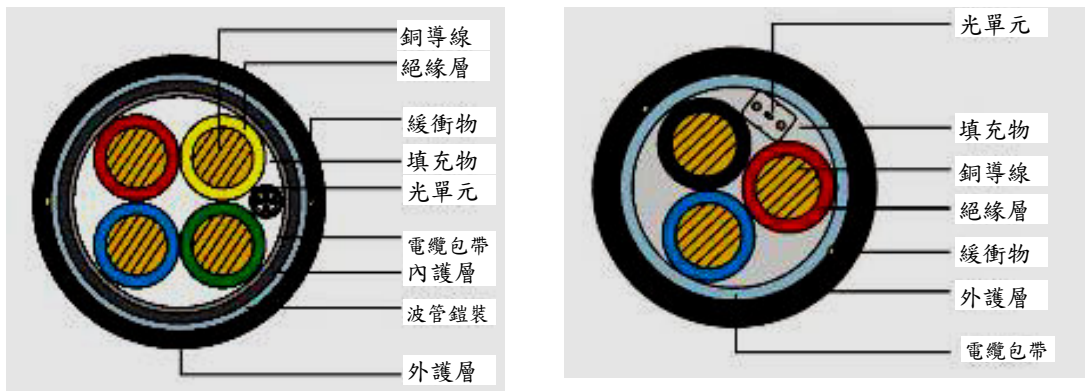 銅導線
絕緣層
緩衝物
填充物
光單元
電纜包帶
內護層
波管鎧裝
外護層
光單元
填充物
銅導線
絕緣層
緩衝物
外護層
電纜包帶